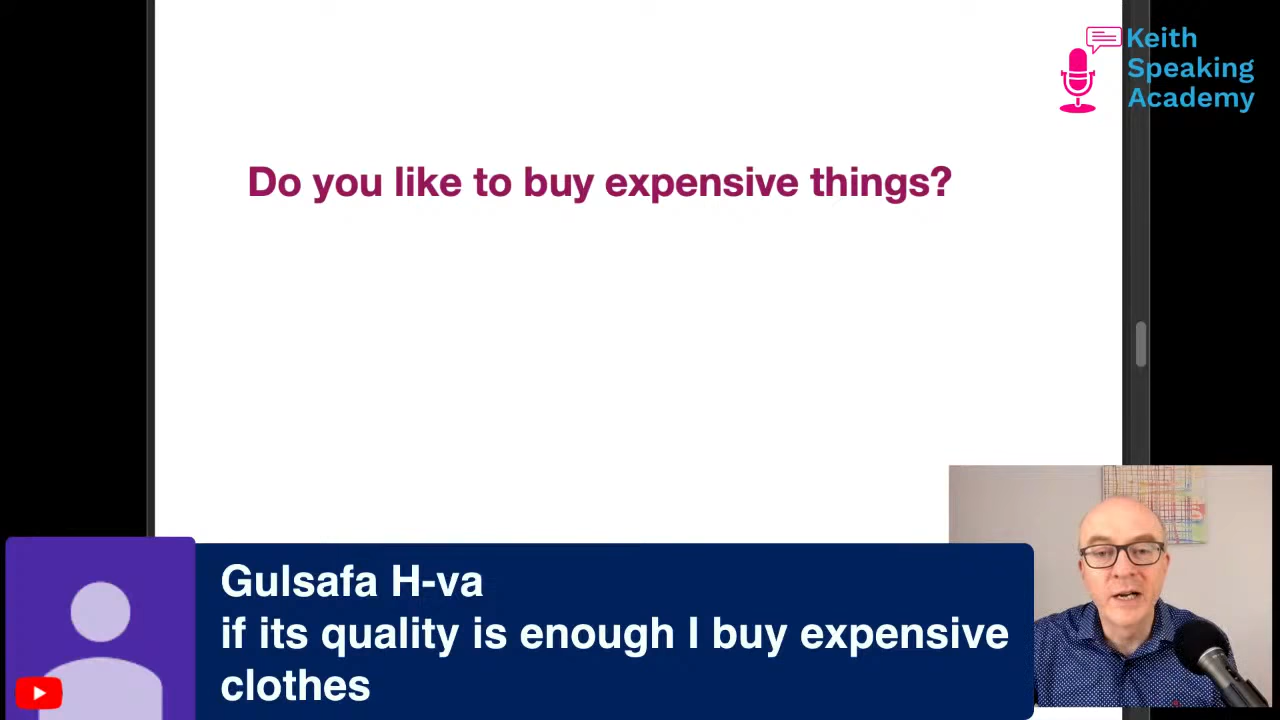 Keith
Speaking
Academy
Do you like to buy expensive things?
Gulsafa H-va
if its quality is enough I buy expensive
clothes